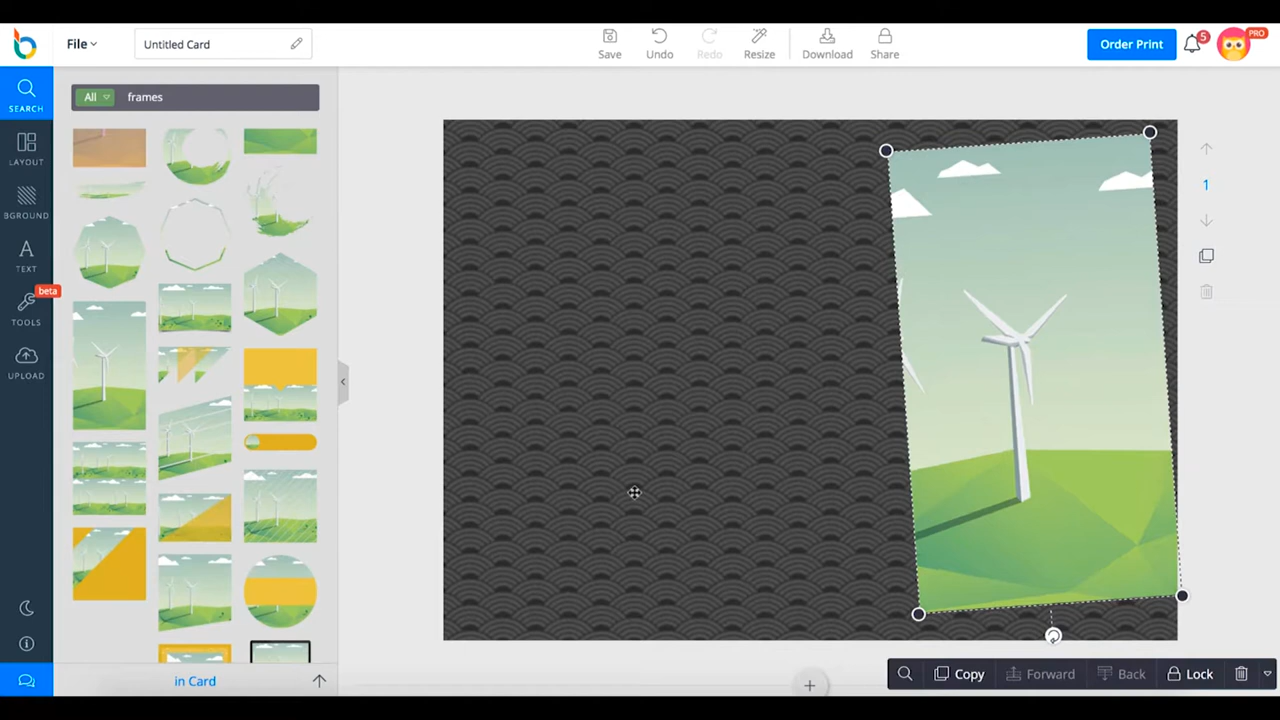 File
Untitled Card
Save
Undo
Redo
Resize
Download
Share
Order Print
5
PRO
SEARCH
All
frames
LAYOUT
BGROUND
TEXT
beta
TOOLS
UPLOAD
1
in Card
Copy
Forward
Back
Lock